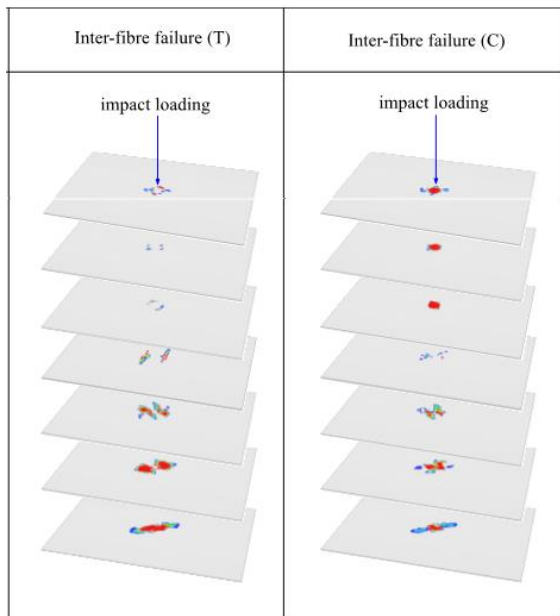 Inter-fibre failure (T)
Inter-fibre failure (C)
impact loading
impact loading